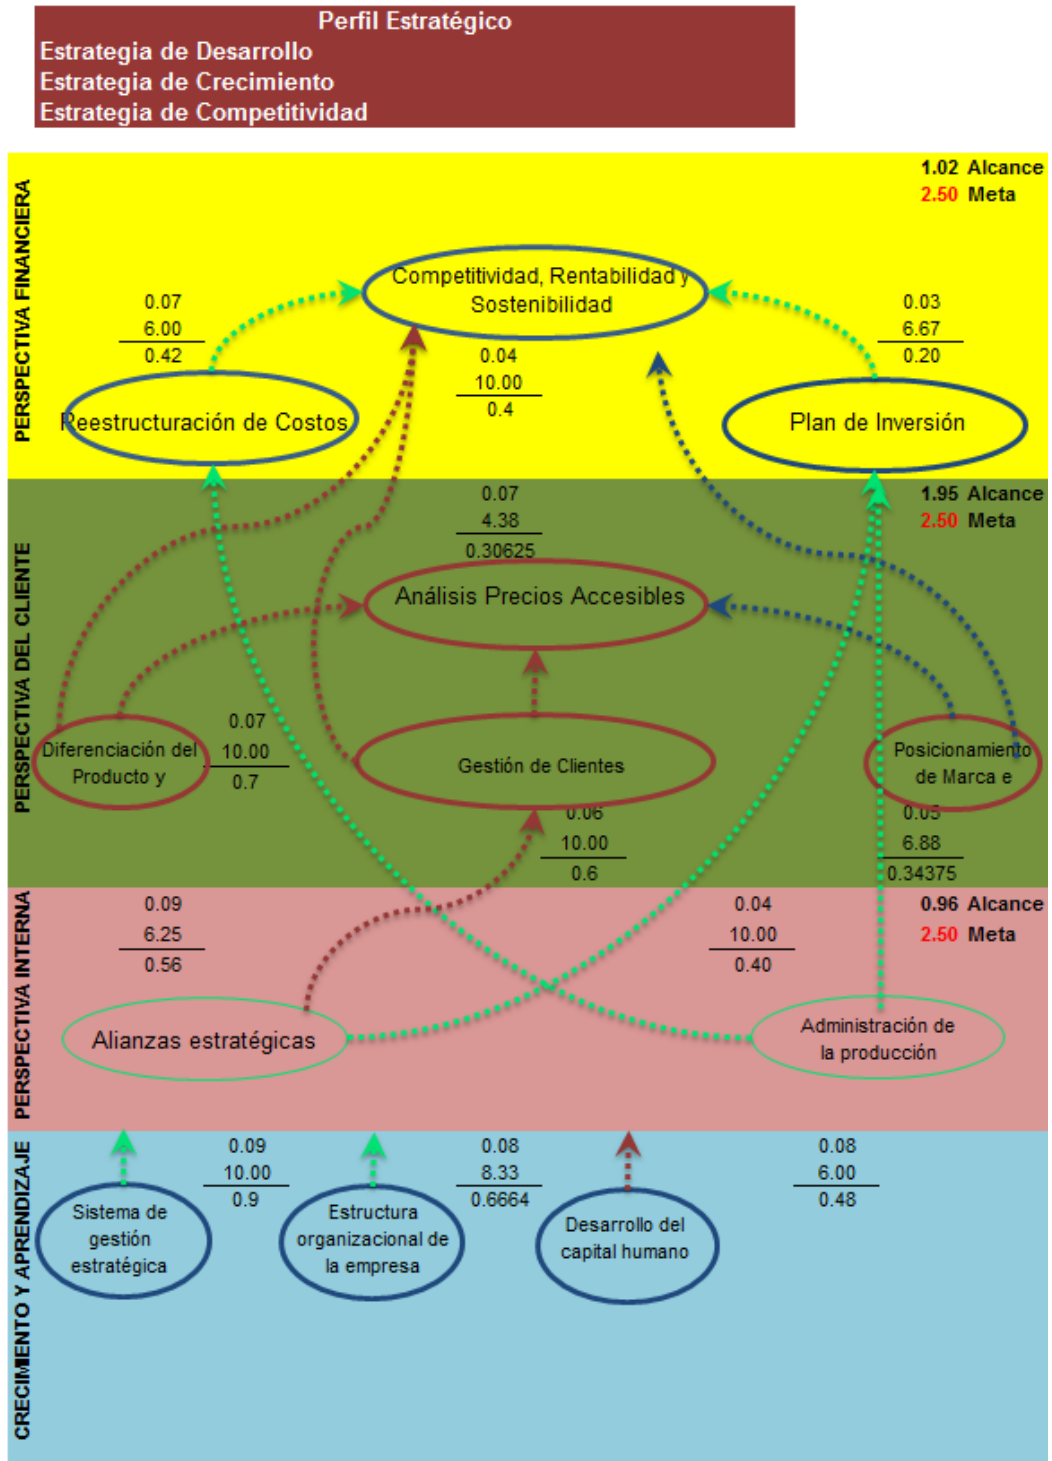 Perfil Estratégico
Estrategia de Desarrollo
Estrategia de Crecimiento
Estrategia de Competitividad
PERSPECTIVA FINANCIERA
1.02 Alcance
2.50 Meta
Competitividad, Rentabilidad y
Sostenibilidad
0.07
6.00
0.42
0.04
10.00
0.4
0.03
6.67
0.20
Reestructuración de Costos
Plan de Inversión
PERSPECTIVA DEL CLIENTE
0.07
4.38
0.30625
1.95 Alcance
2.50 Meta
Análisis Precios Accesibles
Diferenciación del
Producto y
0.07
10.00
0.7
Gestión de Clientes
Posicionamiento
de Marca e
0.06
10.00
0.6
0.05
6.88
0.34375
PERSPECTIVA INTERNA
0.09
6.25
0.56
0.04
10.00
0.40
0.96 Alcance
2.50 Meta
Alianzas estratégicas
Administración de
la producción
CRECIMIENTO Y APRENDIZAJE
0.09
10.00
0.9
0.08
8.33
0.6664
0.08
6.00
0.48
Sistema de
gestión
estratégica
Estructura
organizacional de
la empresa
Desarrollo del
capital humano